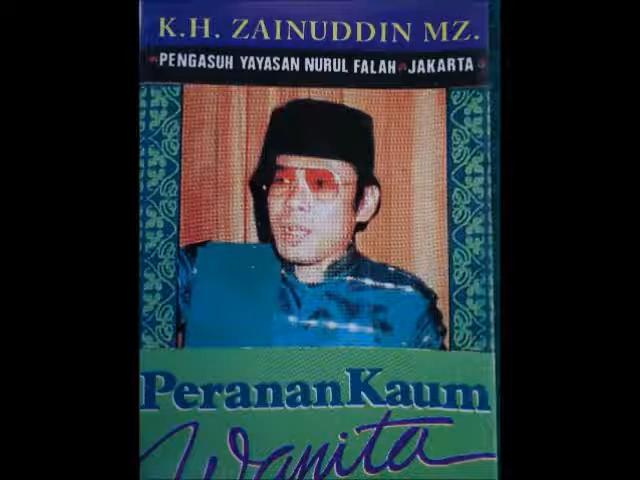 K.H. ZAINUDDIN MZ.
PENGASUH YAYASAN NURUL FALAH JAKARTA
Peranan Kaum
Wanita